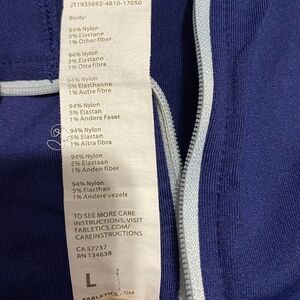 JT1935692-4810-17050
Body:
94% Nylon
5% Elastane
1% Other fiber
94% Nylon
5% Elastano
1% Otra fibra
94% Nylon
5% Elasthanne
1% Autre fibre
94% Nylon
5% Elastan
1% Andere Faser
94% Nylon
5% Elastan
1% Altra fibra
94% Nylon
5% Elastaan
1% Anden fiber
94% Nylon
5% Elasthan
1% Andere vezels
TO SEE MORE CARE
INSTRUCTIONS, VISIT
FABLETICS.COM/
CAREINSTRUCTIONS
CA 57737
RN 134638
L
FABLETICS.COM